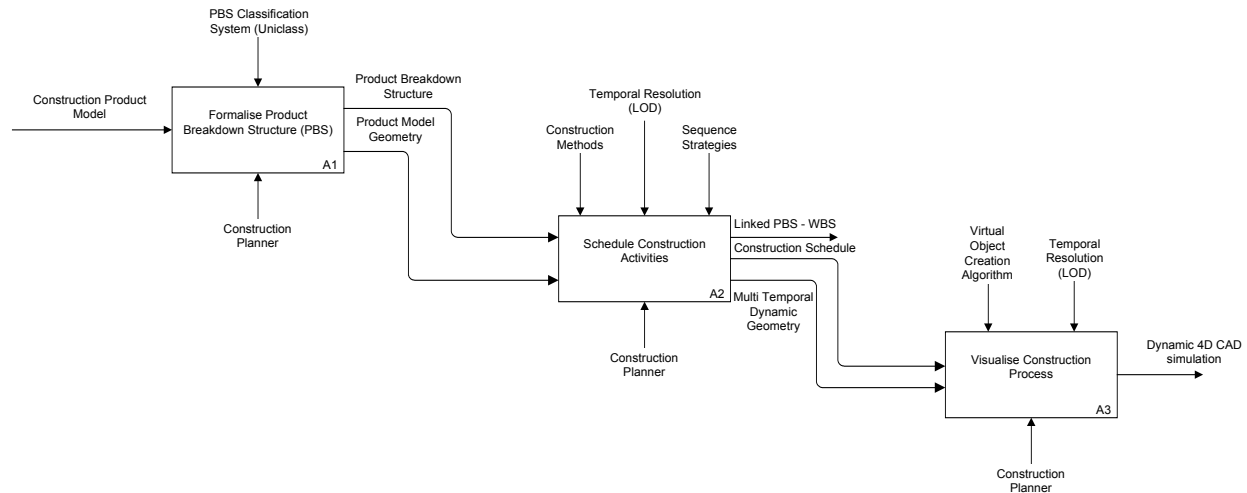 PBS Classification
System (Uniclass)
Construction Product
Model
Formalise Product
Breakdown Structure (PBS)
A1
Construction
Planner
Product Breakdown
Structure
Product Model
Geometry
Construction
Methods
Temporal Resolution
(LOD)
Sequence
Strategies
Schedule Construction
Activities
A2
Construction
Planner
Linked PBS - WBS
Construction Schedule
Multi Temporal
Dynamic
Geometry
Virtual
Object
Creation
Algorithm
Temporal
Resolution
(LOD)
Visualise Construction
Process
A3
Construction
Planner
Dynamic 4D CAD
simulation